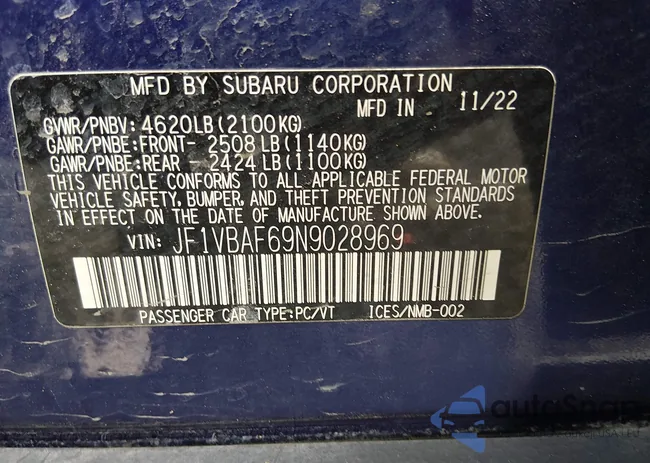 MFD BY SUBARU CORPORATION
MFD IN 11/22
GVWR/PNBV: 4620LB(2100KG)
GAWR/PNBE:FRONT- 2508LB(1140KG)
GAWR/PNBE:REAR - 2424LB(1100KG)
THIS VEHICLE CONFORMS TO ALL APPLICABLE FEDERAL MOTOR
VEHICLE SAFETY, BUMPER, AND THEFT PREVENTION STANDARDS
IN EFFECT ON THE DATE OF MANUFACTURE SHOWN ABOVE.
VIN: JF1VBAF69N9028969
PASSENGER CAR TYPE:PC/VT ICES/NMB-002